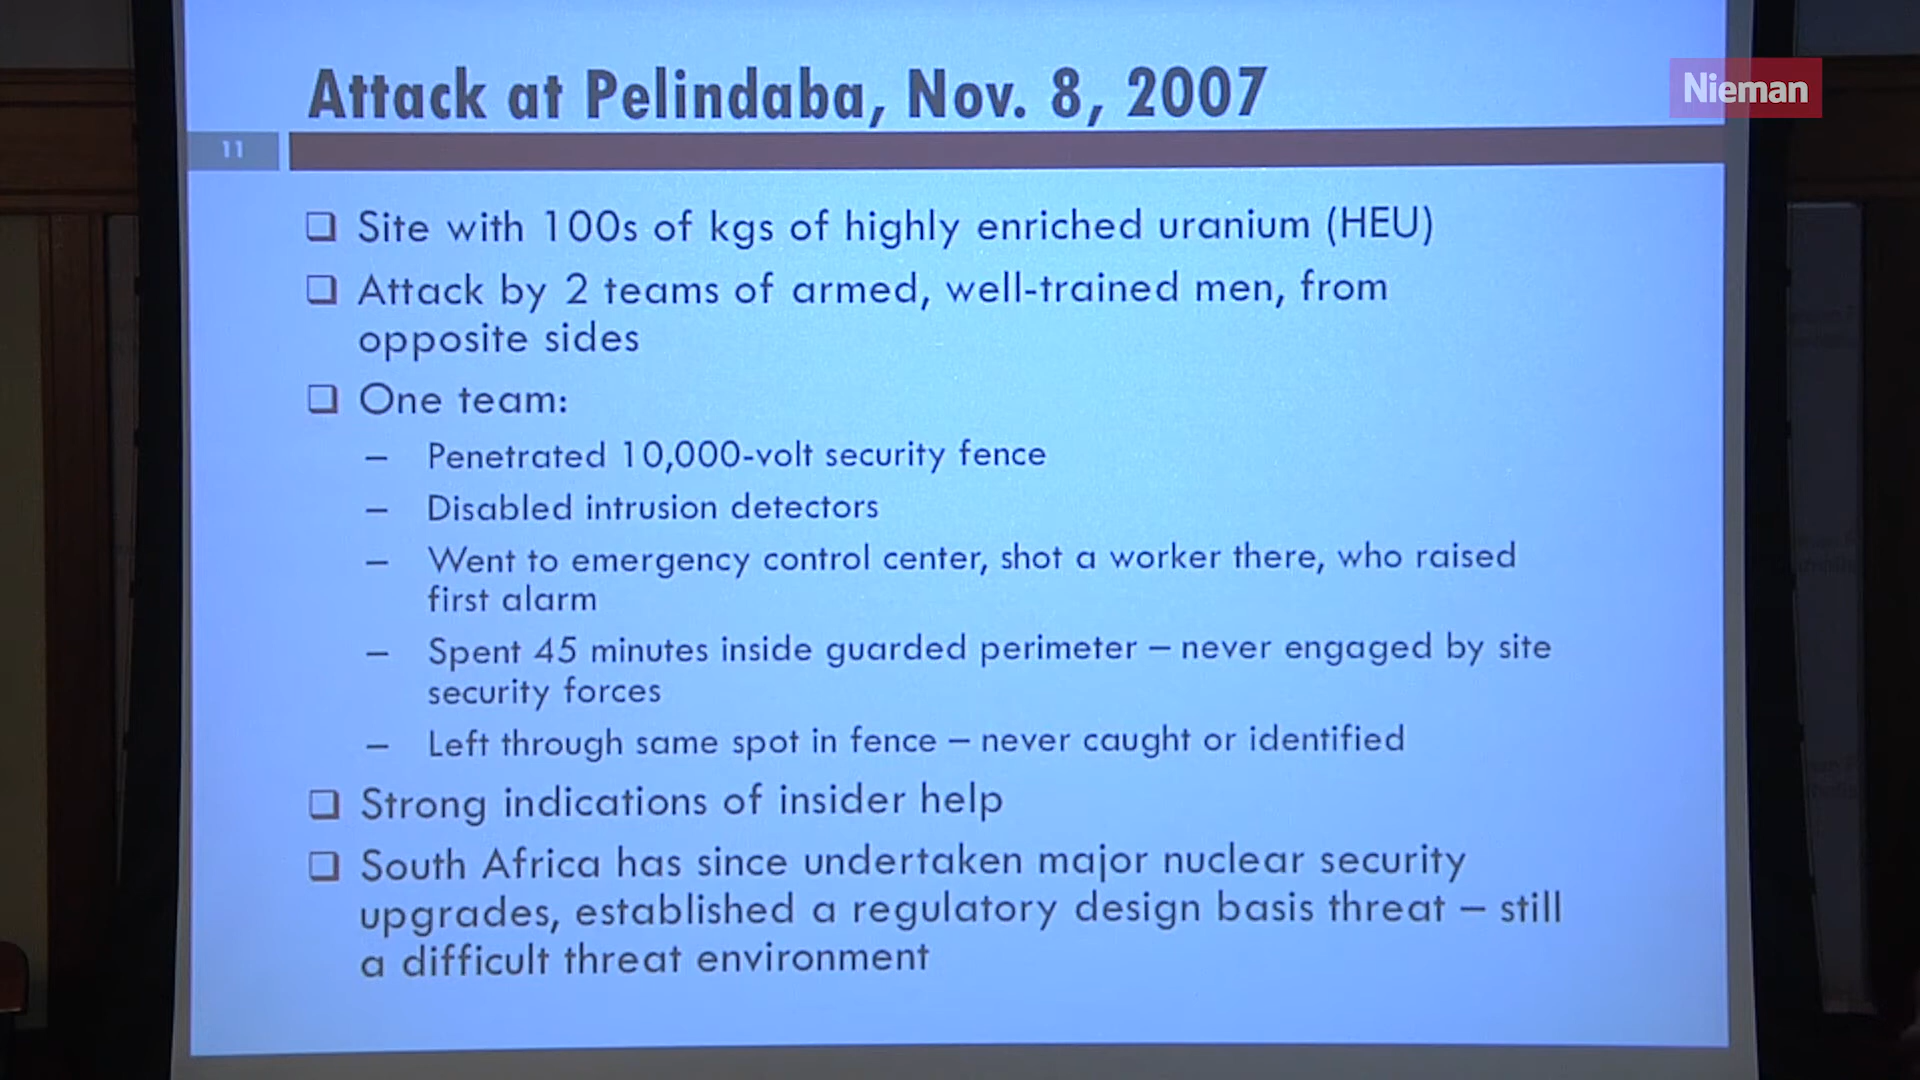 Attack at Pelindaba, Nov. 8, 2007
Nieman
11
❑ Site with 100s of kgs of highly enriched uranium (HEU)
❑ Attack by 2 teams of armed, well-trained men, from
opposite sides
❑ One team:
– Penetrated 10,000-volt security fence
– Disabled intrusion detectors
– Went to emergency control center, shot a worker there, who raised
first alarm
– Spent 45 minutes inside guarded perimeter – never engaged by site
security forces
– Left through same spot in fence – never caught or identified
❑ Strong indications of insider help
❑ South Africa has since undertaken major nuclear security
upgrades, established a regulatory design basis threat – still
a difficult threat environment